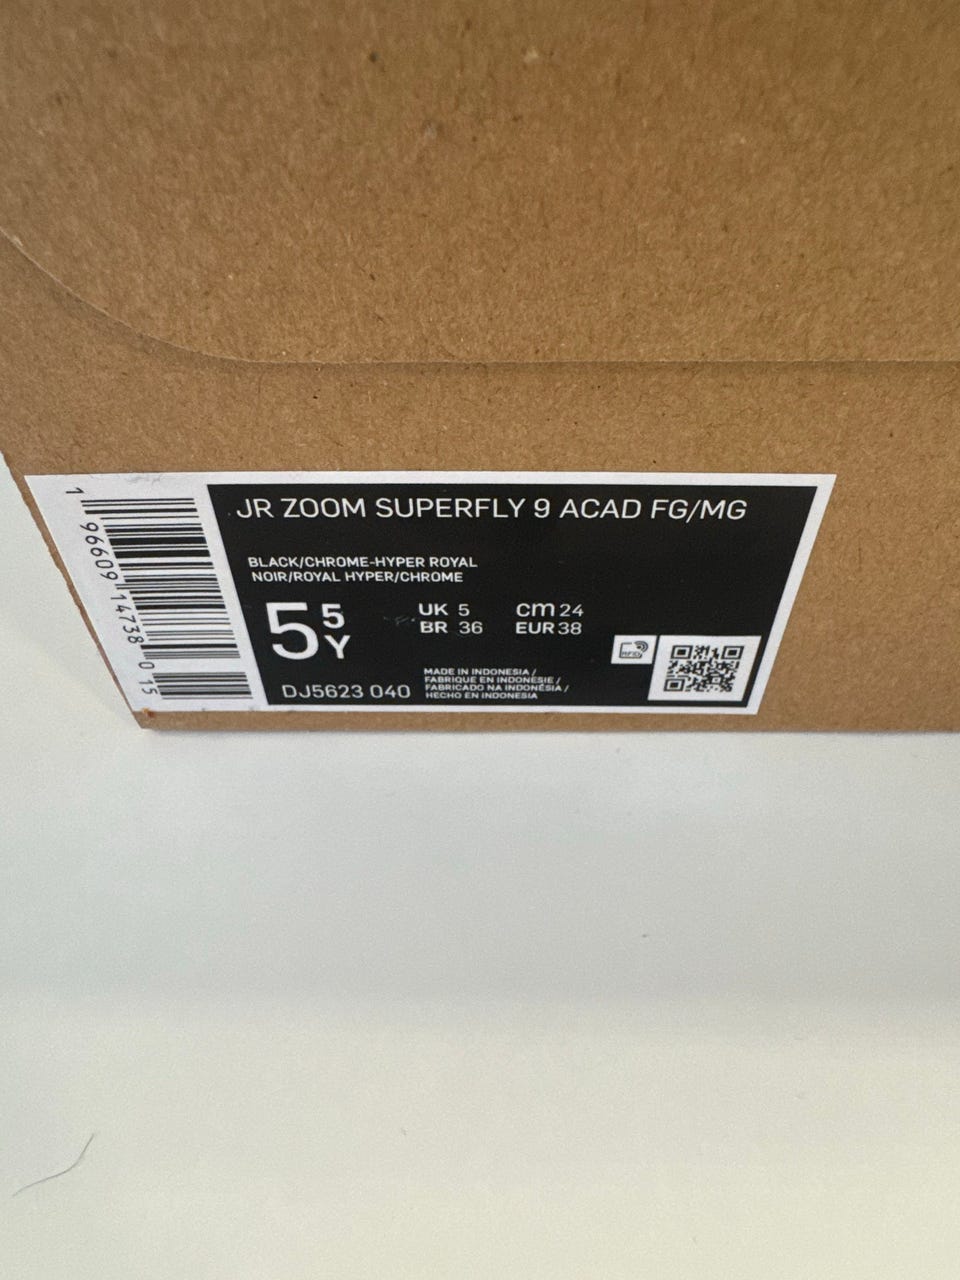 JR ZOOM SUPERFLY 9 ACAD FG/MG
BLACK/CHROME-HYPER ROYAL
NOIR/ROYAL HYPER/CHROME
5 5 Y
UK 5 cm 24
BR 36 EUR 38
DJ5623 040
MADE IN INDONESIA /
FABRIQUE EN INDONESIE /
FABRICADO NA INDONÉSIA /
HECHO EN INDONESIA
RFID
1 96609 14738 0 15